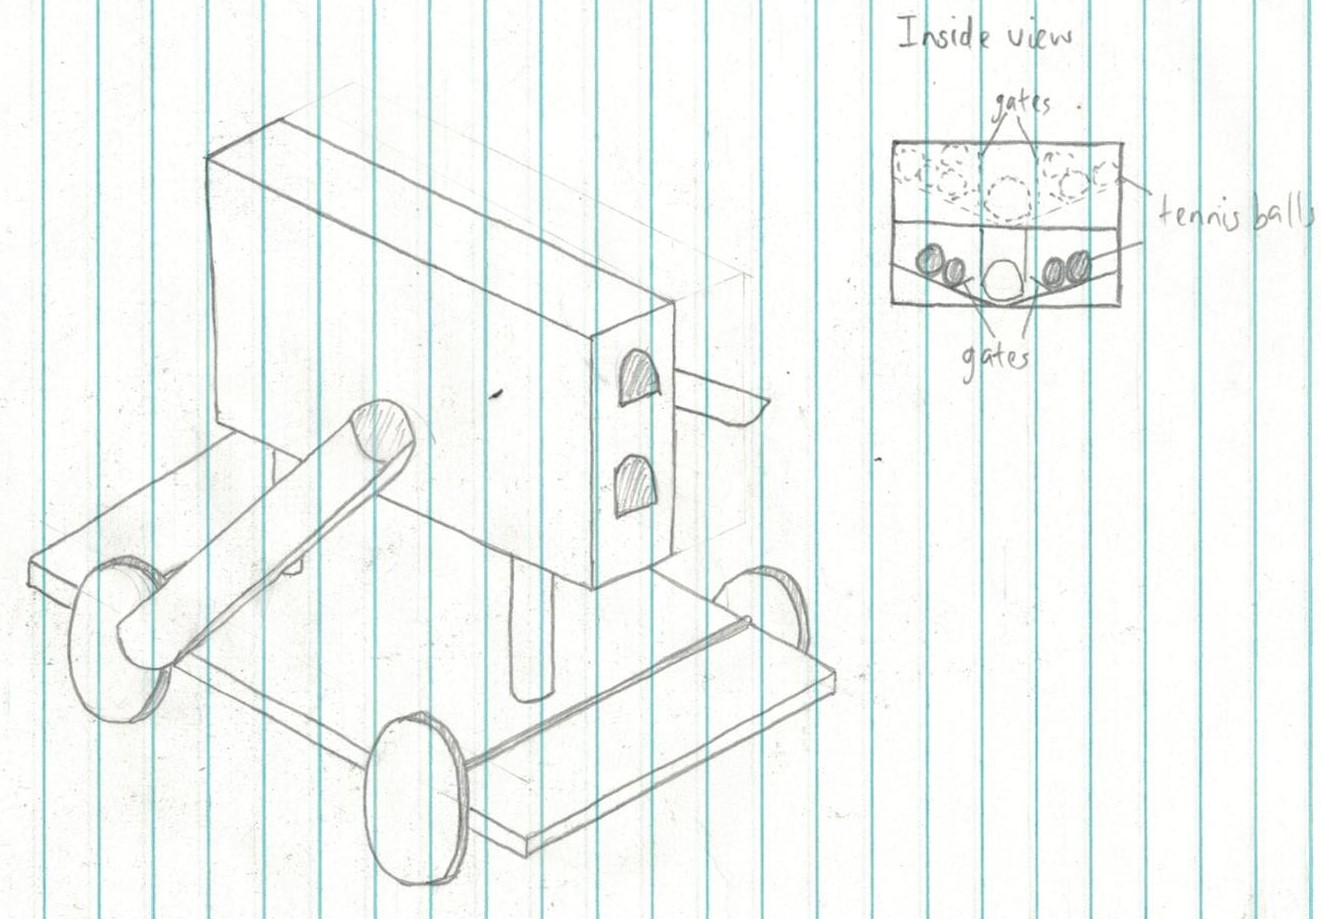 Inside view
gates
tennis balls
gates